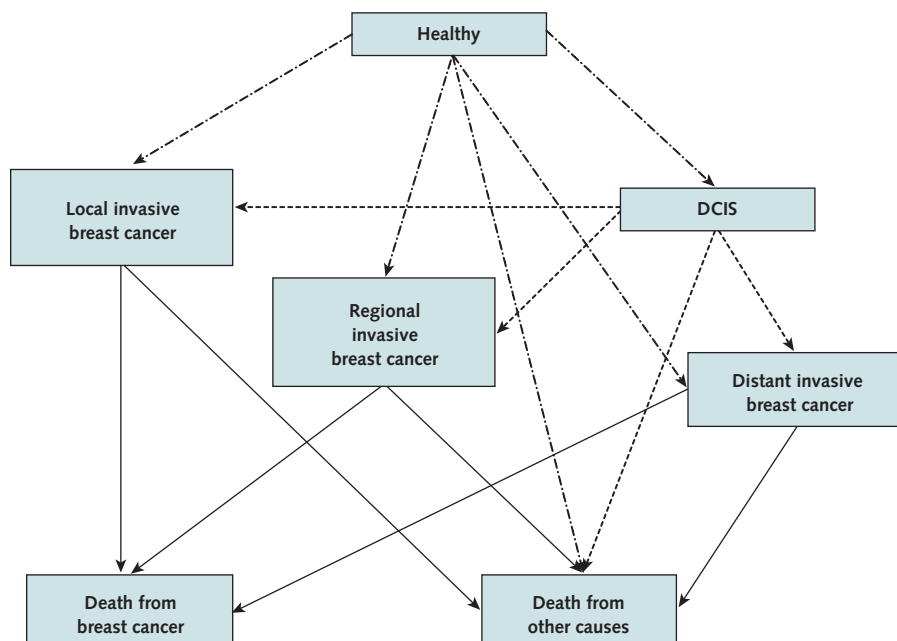 Healthy
Local invasive
breast cancer
DCIS
Regional
invasive
breast cancer
Distant invasive
breast cancer
Death from
breast cancer
Death from
other causes